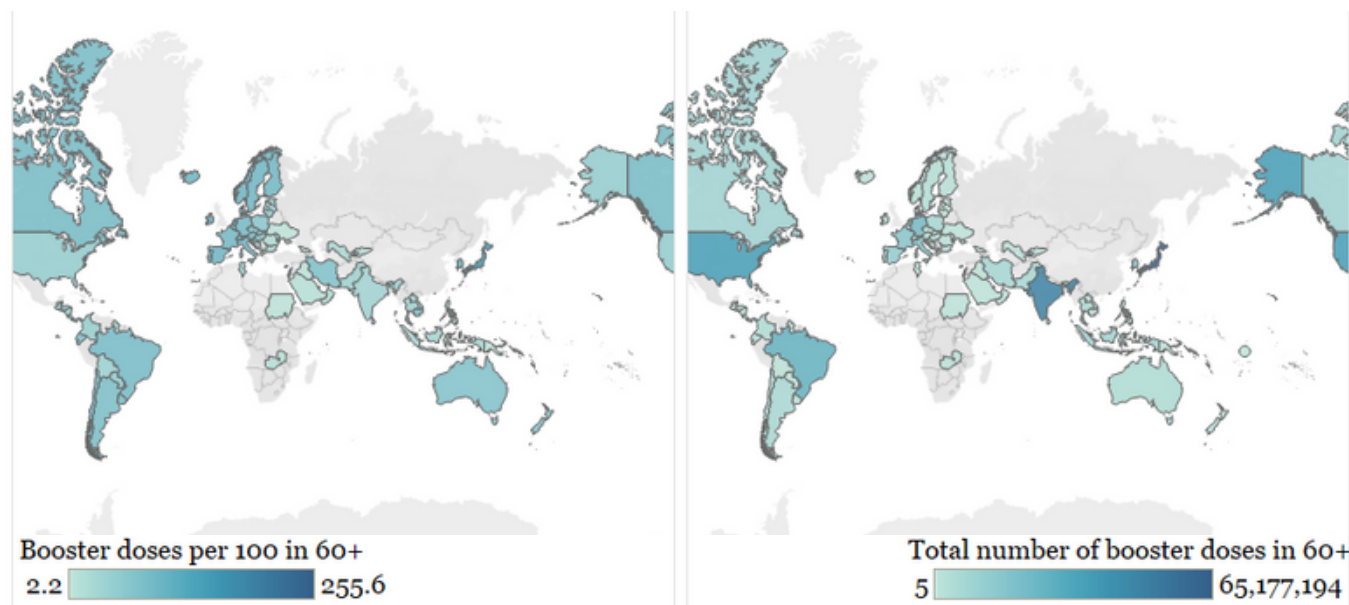 Booster doses per 100 in 60+
2.2 255.6
Total number of booster doses in 60+
5 65,177,194